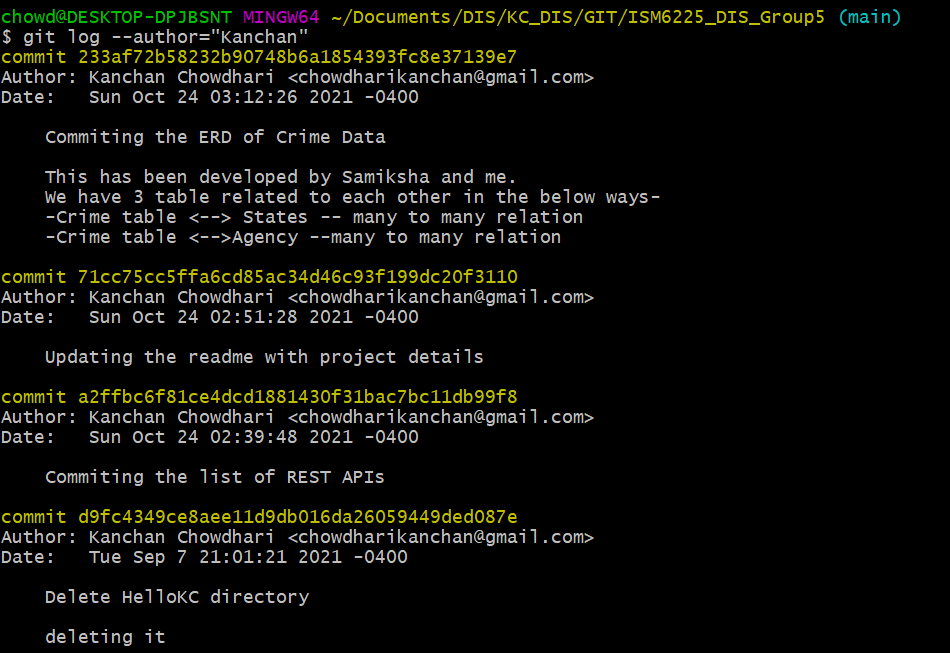 chowd@DESKTOP-DPJBSNT MINGW64 ~/Documents/DIS/KC_DIS/GIT/ISM6225_DIS_Group5 (main)
$ git log --author="Kanchan"
commit 233af72b58232b90748b6a1854393fc8e37139e7
Author: Kanchan Chowdhari <chowdharikanchan@gmail.com>
Date:   Sun Oct 24 03:12:26 2021 -0400

    Commiting the ERD of Crime Data

    This has been developed by Samiksha and me.
    We have 3 table related to each other in the below ways-
    -Crime table <--> States -- many to many relation
    -Crime table <-->Agency --many to many relation

commit 71cc75cc5ffa6cd85ac34d46c93f199dc20f3110
Author: Kanchan Chowdhari <chowdharikanchan@gmail.com>
Date:   Sun Oct 24 02:51:28 2021 -0400

    Updating the readme with project details

commit a2ffbc6f81ce4dcd1881430f31bac7bc11db99f8
Author: Kanchan Chowdhari <chowdharikanchan@gmail.com>
Date:   Sun Oct 24 02:39:48 2021 -0400

    Commiting the list of REST APIs

commit d9fc4349ce8aee11d9db016da26059449ded087e
Author: Kanchan Chowdhari <chowdharikanchan@gmail.com>
Date:   Tue Sep 7 21:01:21 2021 -0400

    Delete HelloKC directory

    deleting it